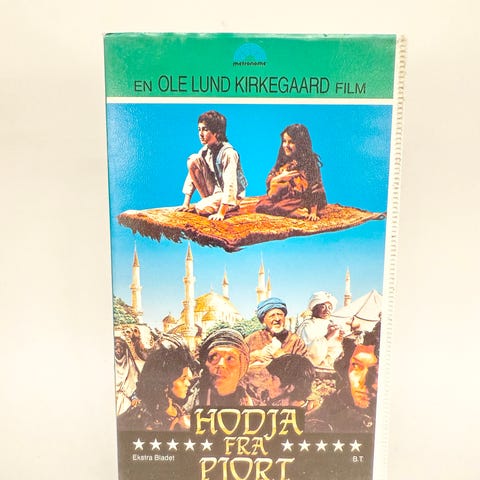 metronome
EN OLE LUND KIRKEGAARD FILM
HODJA
FRA
PJORT
★★★★★ ★★★★★
Ekstra Bladet B.T.